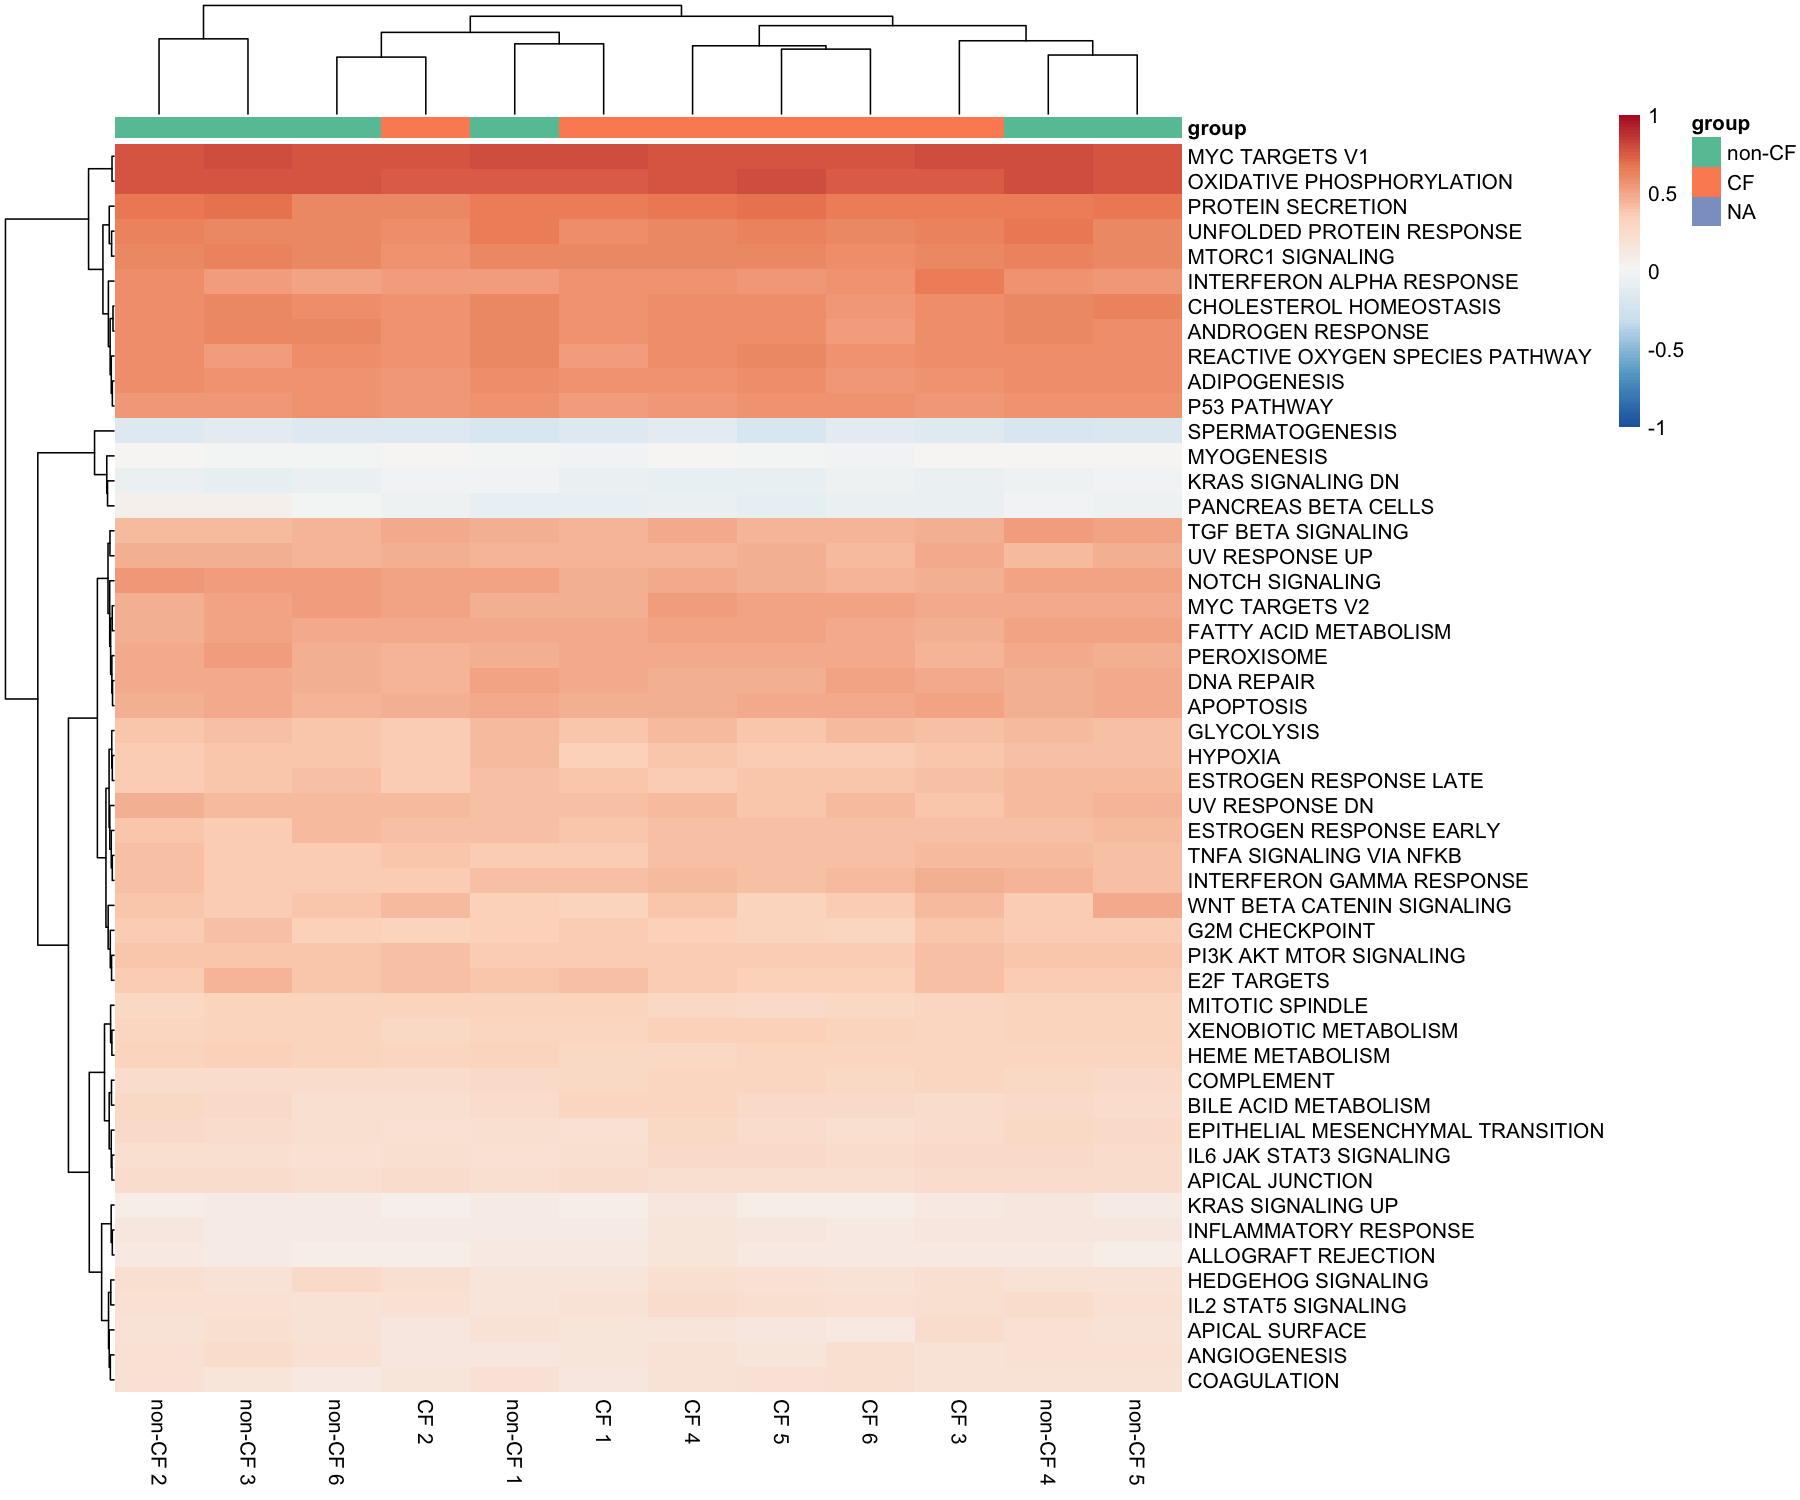 group
MYC TARGETS V1
OXIDATIVE PHOSPHORYLATION
PROTEIN SECRETION
UNFOLDED PROTEIN RESPONSE
MTORC1 SIGNALING
INTERFERON ALPHA RESPONSE
CHOLESTEROL HOMEOSTASIS
ANDROGEN RESPONSE
REACTIVE OXYGEN SPECIES PATHWAY
ADIPOGENESIS
P53 PATHWAY
SPERMATOGENESIS
MYOGENESIS
KRAS SIGNALING DN
PANCREAS BETA CELLS
TGF BETA SIGNALING
UV RESPONSE UP
NOTCH SIGNALING
MYC TARGETS V2
FATTY ACID METABOLISM
PEROXISOME
DNA REPAIR
APOPTOSIS
GLYCOLYSIS
HYPOXIA
ESTROGEN RESPONSE LATE
UV RESPONSE DN
ESTROGEN RESPONSE EARLY
TNFA SIGNALING VIA NFKB
INTERFERON GAMMA RESPONSE
WNT BETA CATENIN SIGNALING
G2M CHECKPOINT
PI3K AKT MTOR SIGNALING
E2F TARGETS
MITOTIC SPINDLE
XENOBIOTIC METABOLISM
HEME METABOLISM
COMPLEMENT
BILE ACID METABOLISM
EPITHELIAL MESENCHYMAL TRANSITION
IL6 JAK STAT3 SIGNALING
APICAL JUNCTION
KRAS SIGNALING UP
INFLAMMATORY RESPONSE
ALLOGRAFT REJECTION
HEDGEHOG SIGNALING
IL2 STAT5 SIGNALING
APICAL SURFACE
ANGIOGENESIS
COAGULATION
non-CF 2
non-CF 3
non-CF 6
CF 2
non-CF 1
CF 1
CF 4
CF 5
CF 6
CF 3
non-CF 4
non-CF 5
1
0.5
0
-0.5
-1
group
non-CF
CF
NA